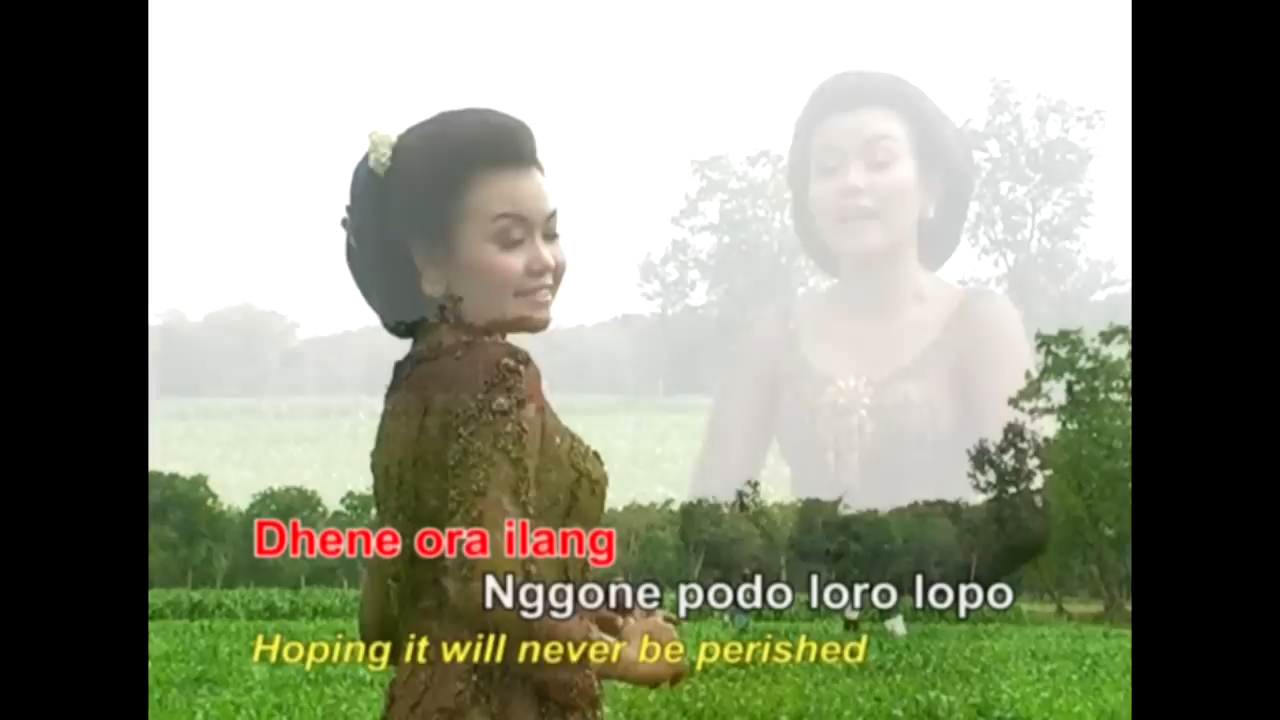 Dhene ora ilang
Nggone podo loro lopo
Hoping it will never be perished